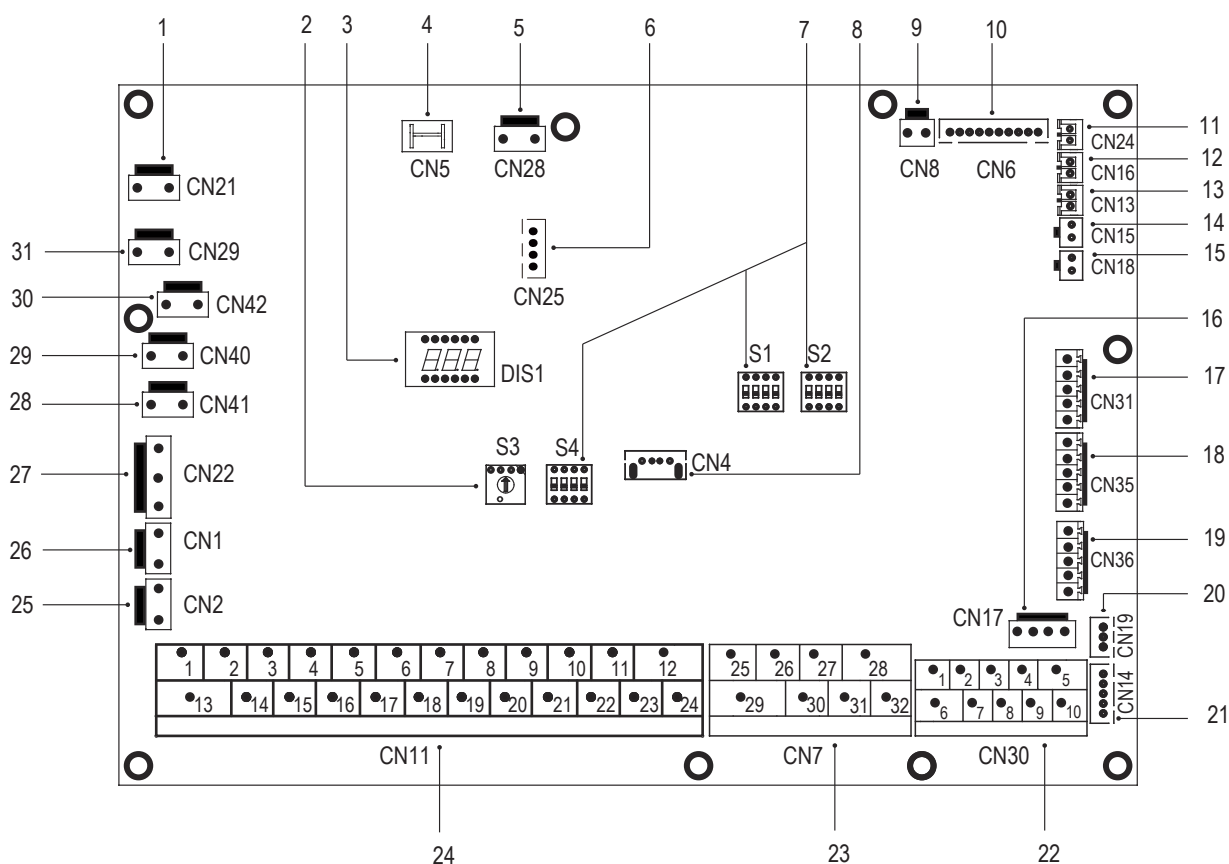 1 2 3 4 5 6 7 8 9 10
CN5 CN28 CN8 CN6 CN24 11
CN21 CN16 12
CN13 13
31 CN29 CN25 CN15 14
CN18 15
30 CN42
29 CN40 DIS1 S1 S2 16
28 CN41 CN31 17
S3 S4 CN4
27 CN22 CN35 18
26 CN1 CN36 19
25 CN2 CN17 CN19 20
1 2 3 4 5 6 7 8 9 10 11 12 25 26 27 28 1 2 3 4 5
13 14 15 16 17 18 19 20 21 22 23 24 29 30 31 32 6 7 8 9 10 CN14 21
CN11 CN7 CN30
24 23 22